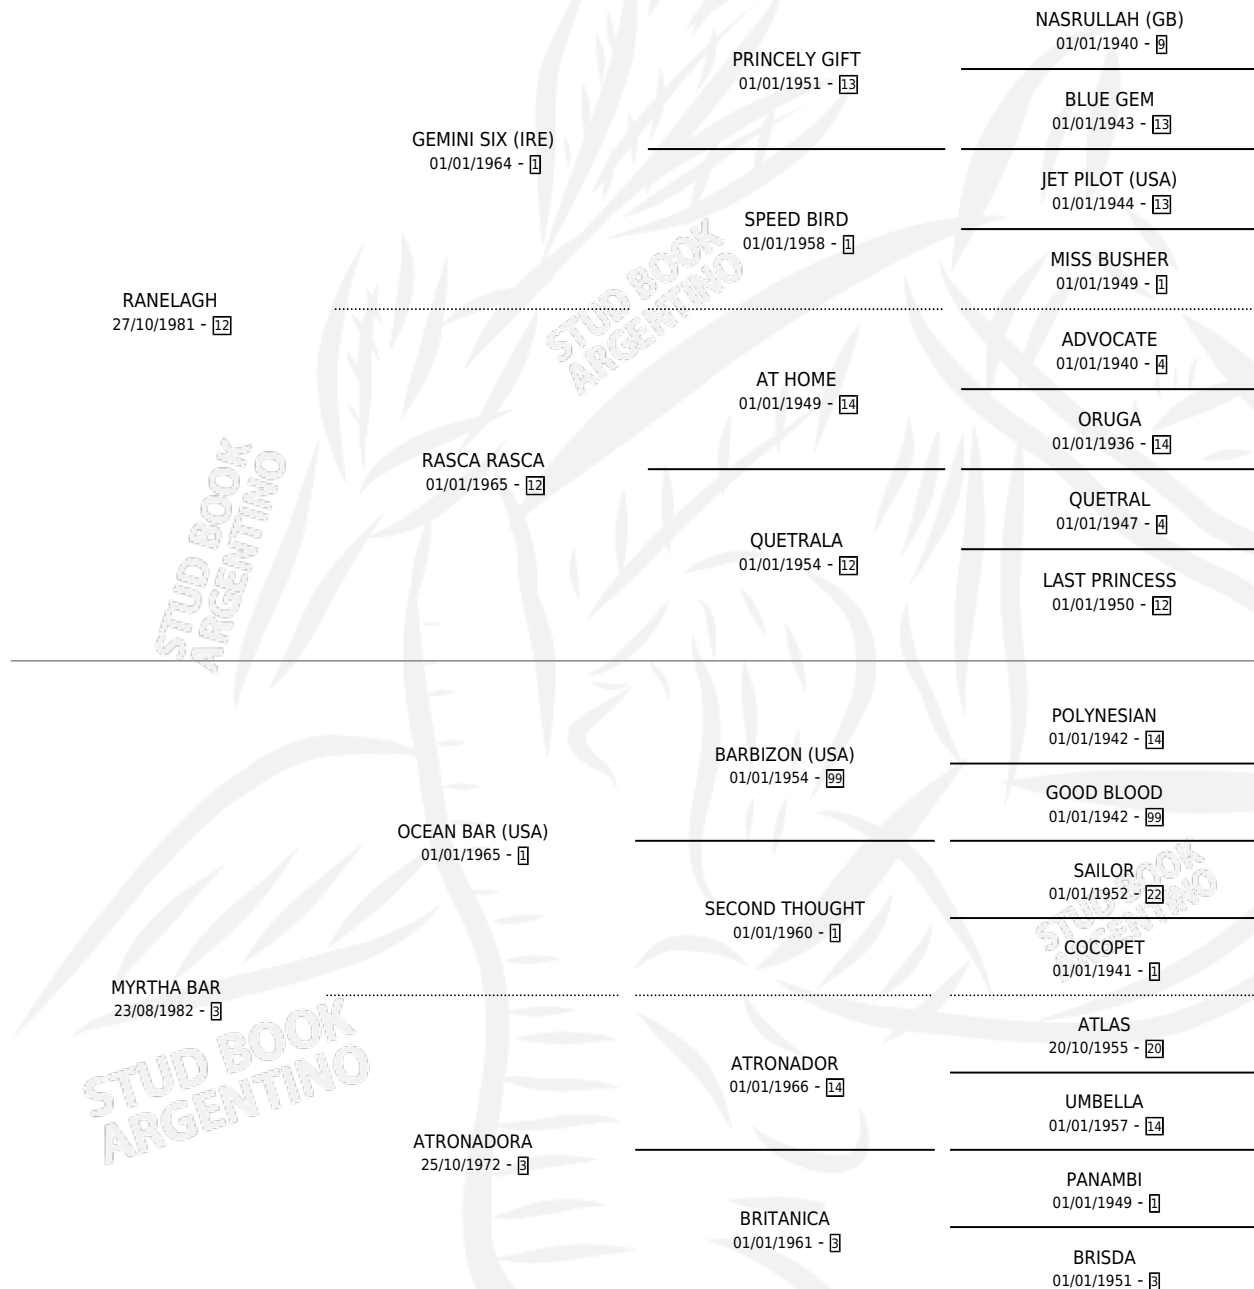 NASRULLAH (GB)
01/01/1940 - 9
PRINCELY GIFT
01/01/1951 - 13
BLUE GEM
01/01/1943 - 13
GEMINI SIX (IRE)
01/01/1964 - 1
JET PILOT (USA)
01/01/1944 - 13
SPEED BIRD
01/01/1958 - 1
MISS BUSHER
01/01/1949 - 1
RANELAGH
27/10/1981 - 12
ADVOCATE
01/01/1940 - 4
AT HOME
01/01/1949 - 14
ORUGA
01/01/1936 - 14
RASCA RASCA
01/01/1965 - 12
QUETRAL
01/01/1947 - 4
QUETRALA
01/01/1954 - 12
LAST PRINCESS
01/01/1950 - 12
POLYNESIAN
01/01/1942 - 14
BARBIZON (USA)
01/01/1954 - 99
GOOD BLOOD
01/01/1942 - 99
OCEAN BAR (USA)
01/01/1965 - 1
SAILOR
01/01/1952 - 22
SECOND THOUGHT
01/01/1960 - 1
COCOPET
01/01/1941 - 1
MYRTHA BAR
23/08/1982 - 3
ATLAS
20/10/1955 - 20
ATRONADOR
01/01/1966 - 14
UMBELLA
01/01/1957 - 14
ATRONADORA
25/10/1972 - 3
PANAMBI
01/01/1949 - 1
BRITANICA
01/01/1961 - 3
BRISDA
01/01/1951 - 3
STUD BOOK
ARGENTINO
STUD BOOK
ARGENTINO
STUD BOOK
ARGENTINO
STUD BOOK
ARGENTINO